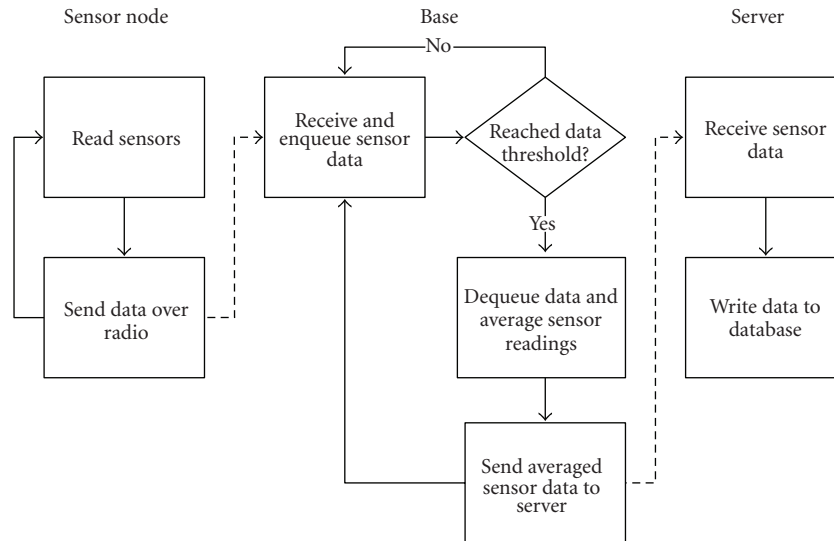 Sensor node
Base
Server
No
Read sensors
Receive and
enqueue sensor
data
Reached data
threshold?
Receive sensor
data
Yes
Send data over
radio
Dequeue data and
average sensor
readings
Write data to
database
Send averaged
sensor data to
server